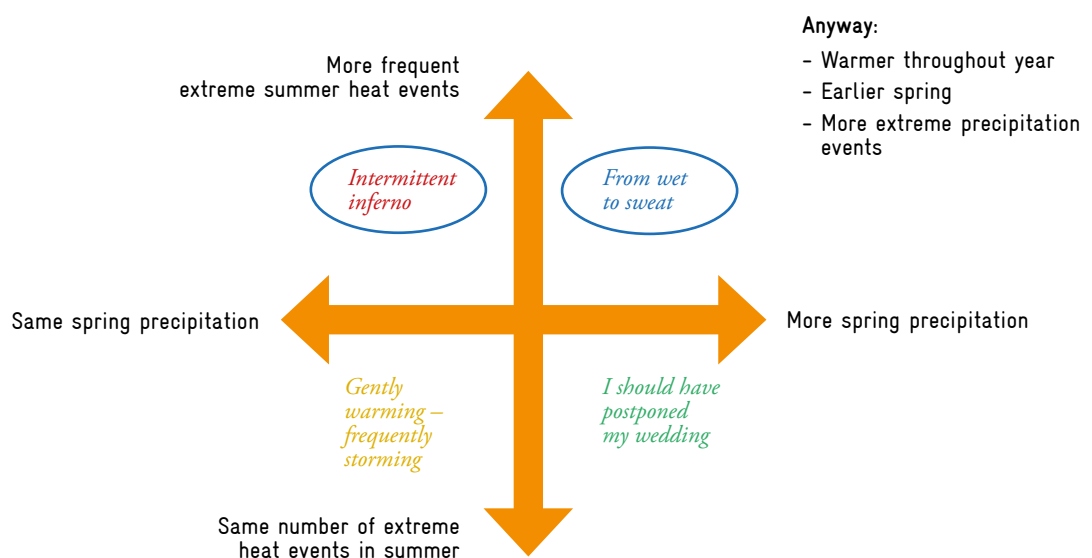 Anyway:
– Warmer throughout year
– Earlier spring
– More extreme precipitation
events
More frequent
extreme summer heat events
Intermittent
inferno
From wet
to sweat
Same spring precipitation
More spring precipitation
Gently
warming –
frequently
storming
I should have
postponed
my wedding
Same number of extreme
heat events in summer